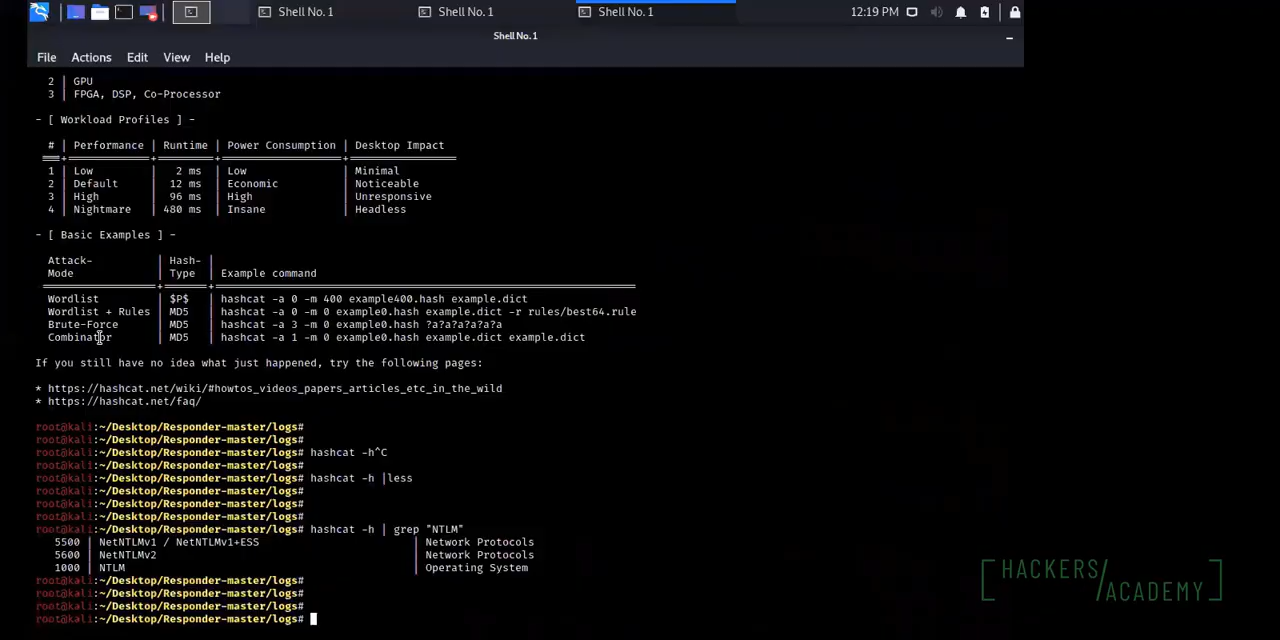 Shell No. 1 Shell No. 1 Shell No. 1 12:19 PM
Shell No. 1
File Actions Edit View Help
2 | GPU
3 | FPGA, DSP, Co-Processor
- [ Workload Profiles ] -
# | Performance | Runtime | Power Consumption | Desktop Impact
1 | Low | 2 ms | Low | Minimal
2 | Default | 12 ms | Economic | Noticeable
3 | High | 96 ms | High | Unresponsive
4 | Nightmare | 480 ms | Insane | Headless
- [ Basic Examples ] -
Attack- | Hash- |
Mode | Type | Example command
Wordlist | $P$ | hashcat -a 0 -m 400 example400.hash example.dict
Wordlist + Rules | MD5 | hashcat -a 0 -m 0 example0.hash example.dict -r rules/best64.rule
Brute-Force | MD5 | hashcat -a 3 -m 0 example0.hash ?a?a?a?a?a?a
Combinator | MD5 | hashcat -a 1 -m 0 example0.hash example.dict example.dict
If you still have no idea what just happened, try the following pages:
* https://hashcat.net/wiki/#howtos_videos_papers_articles_etc_in_the_wild
* https://hashcat.net/faq/
root@kali:~/Desktop/Responder-master/logs#
root@kali:~/Desktop/Responder-master/logs#
root@kali:~/Desktop/Responder-master/logs# hashcat -h^C
root@kali:~/Desktop/Responder-master/logs#
root@kali:~/Desktop/Responder-master/logs# hashcat -h |less
root@kali:~/Desktop/Responder-master/logs#
root@kali:~/Desktop/Responder-master/logs#
root@kali:~/Desktop/Responder-master/logs#
root@kali:~/Desktop/Responder-master/logs# hashcat -h | grep "NTLM"
5500 | NetNTLMv1 / NetNTLMv1+ESS | Network Protocols
5600 | NetNTLMv2 | Network Protocols
1000 | NTLM | Operating System
root@kali:~/Desktop/Responder-master/logs#
root@kali:~/Desktop/Responder-master/logs#
root@kali:~/Desktop/Responder-master/logs#
root@kali:~/Desktop/Responder-master/logs#
[HACKERS/
ACADEMY]